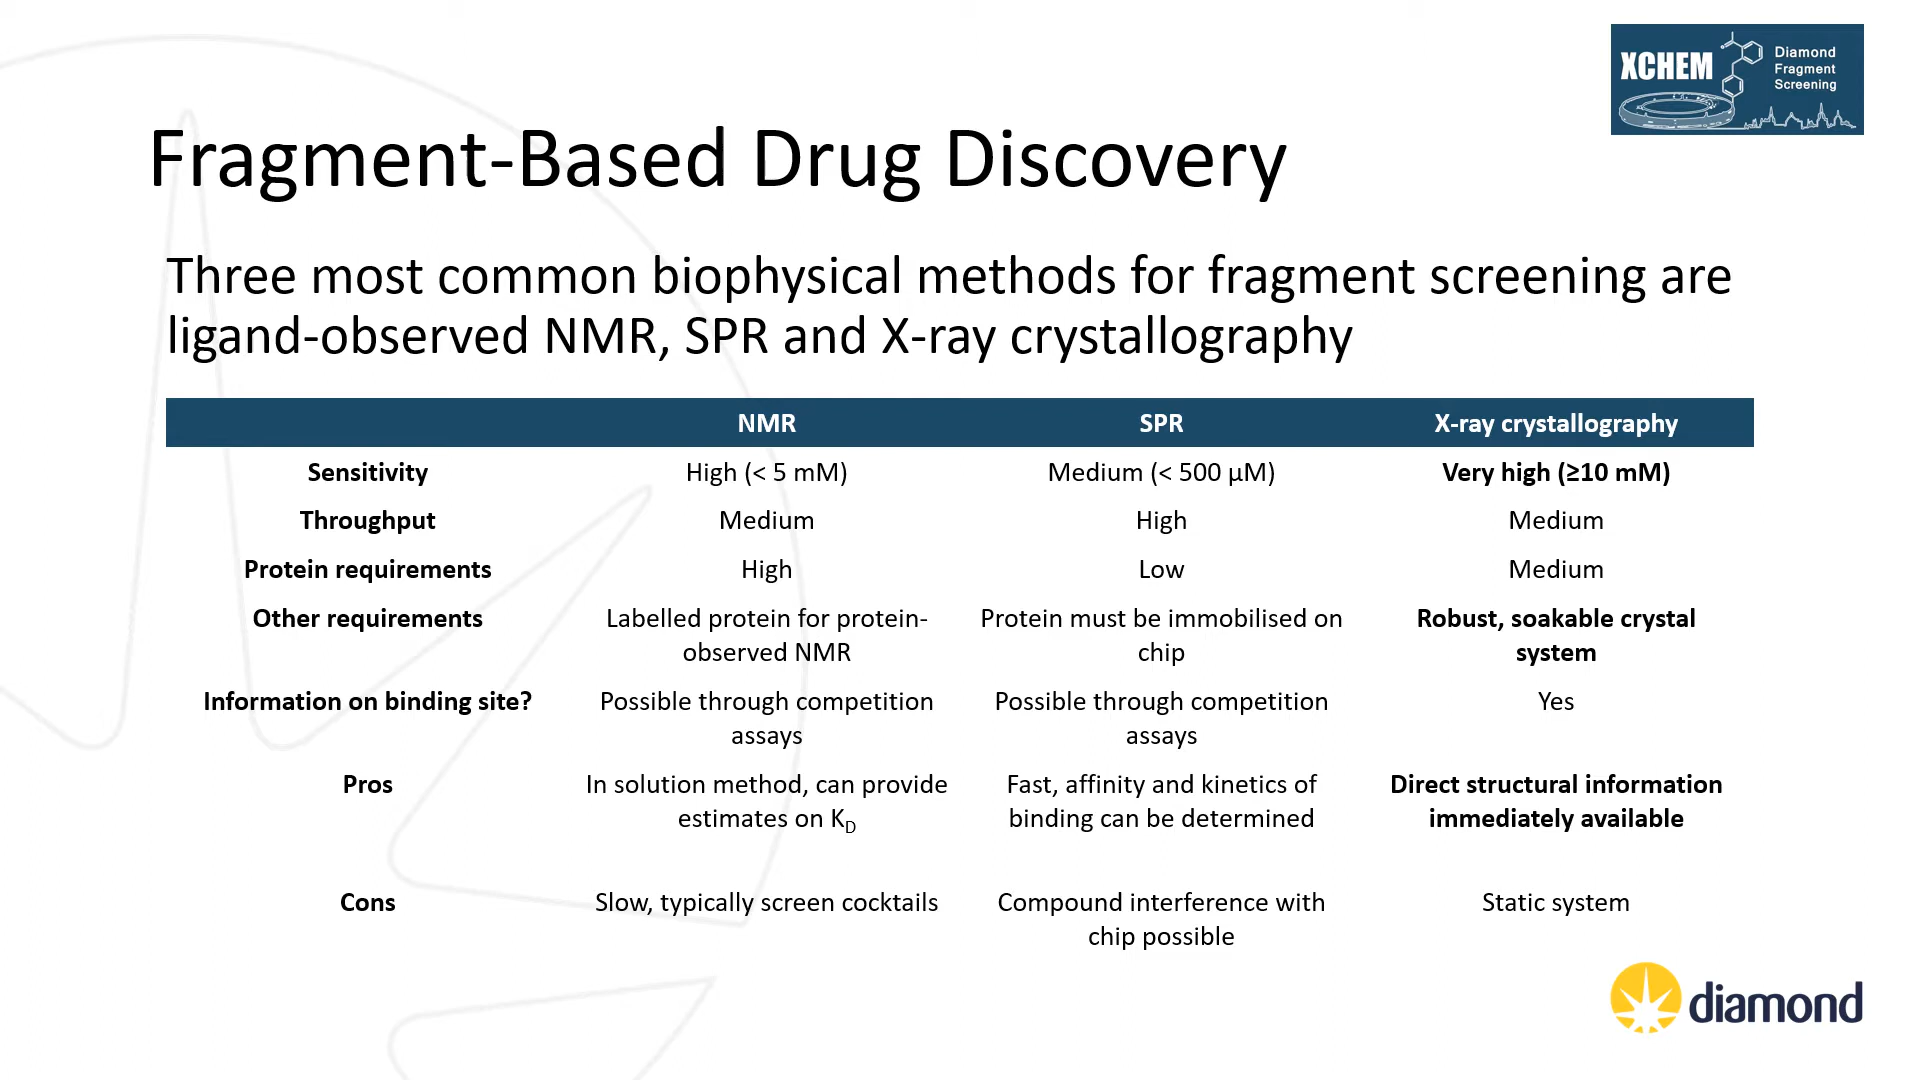 XCHEM
Diamond
Fragment
Screening
Fragment-Based Drug Discovery
Three most common biophysical methods for fragment screening are
ligand-observed NMR, SPR and X-ray crystallography
NMR SPR X-ray crystallography
Sensitivity High (< 5 mM) Medium (< 500 µM) Very high (≥10 mM)
Throughput Medium High Medium
Protein requirements High Low Medium
Other requirements Labelled protein for protein- Protein must be immobilised on Robust, soakable crystal
observed NMR chip system
Information on binding site? Possible through competition Possible through competition Yes
assays assays
Pros In solution method, can provide Fast, affinity and kinetics of Direct structural information
estimates on KD binding can be determined immediately available
Cons Slow, typically screen cocktails Compound interference with Static system
chip possible
diamond